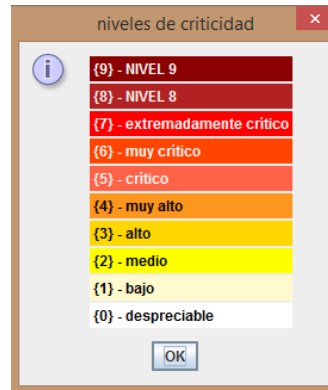 niveles de criticidad
×
i
{9} - NIVEL 9
{8} - NIVEL 8
{7} - extremadamente crítico
{6} - muy crítico
{5} - crítico
{4} - muy alto
{3} - alto
{2} - medio
{1} - bajo
{0} - despreciable
OK